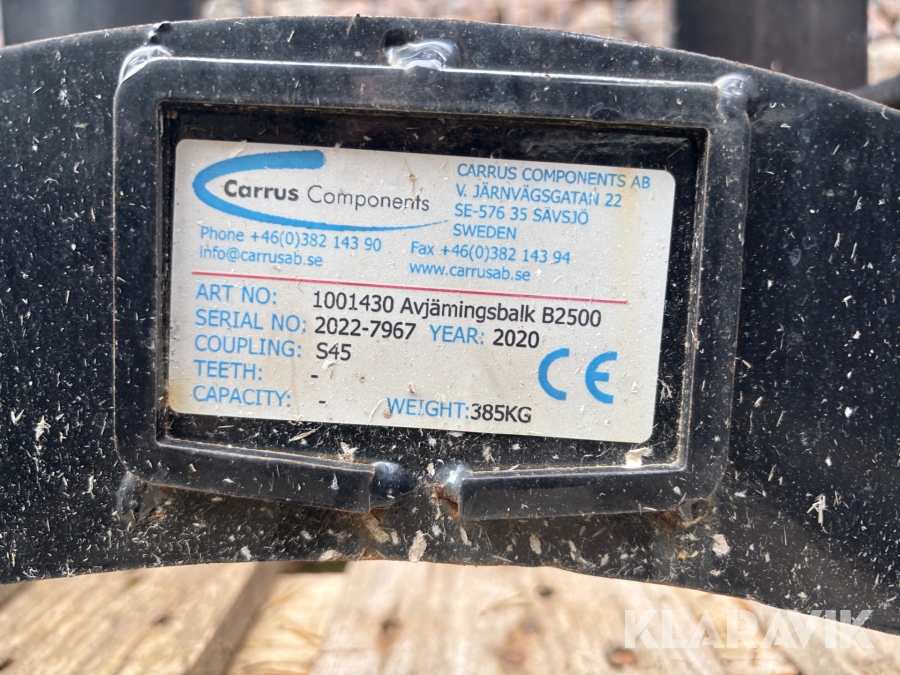 Carrus Components
CARRUS COMPONENTS AB
V. JÄRNVÄGSGATAN 22
SE-576 35 SÄVSJÖ
SWEDEN
Phone +46(0)382 143 90
Fax +46(0)382 143 94
info@carrusab.se
www.carrusab.se
ART NO: 1001430 Avjämingsbalk B2500
SERIAL NO: 2022-7967 YEAR: 2020
COUPLING: S45
TEETH: -
CAPACITY: - WEIGHT:385KG
CE
KLARAVIK